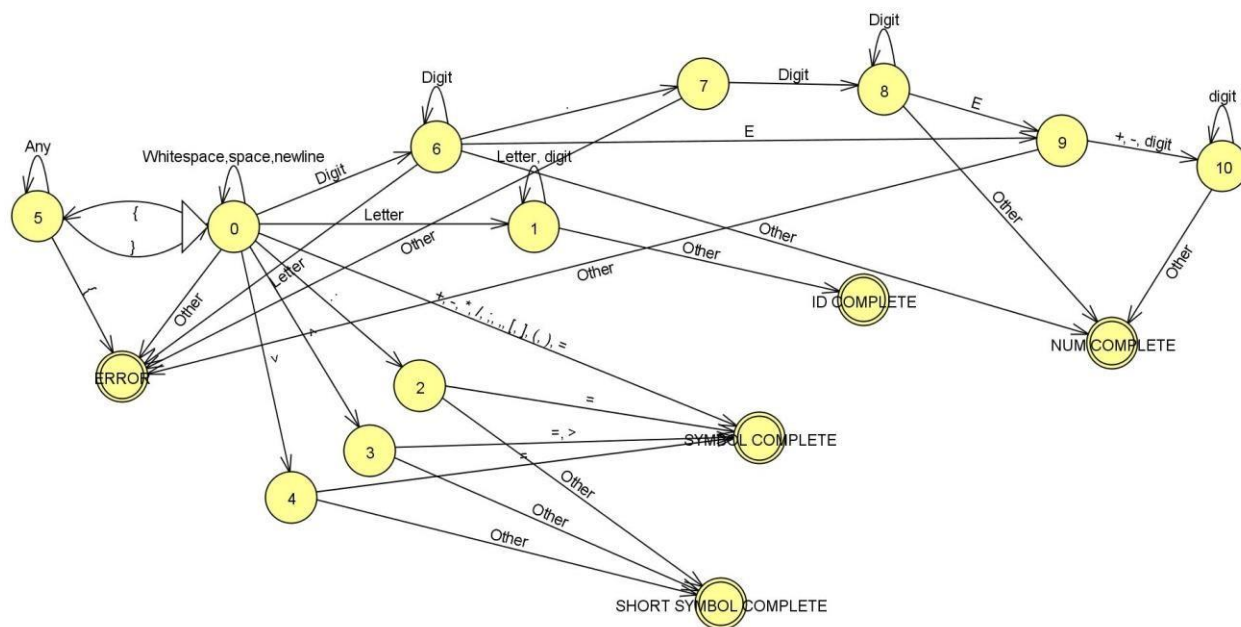 Digit
7
Digit
Digit
8
E
9
digit
+, -, digit
10
.
6
E
Any
5
Whitespace,space,newline
0
{
}
Digit
Letter
Letter, digit
1
Other
ID COMPLETE
Other
Other
Other
NUM COMPLETE
Other
Letter
Other
Other
{
ERROR
+, -, *, /, ;, ,, ., [, ], (, ), =
:
2
=
3
=, >
SYMBOL COMPLETE
4
=
Other
Other
Other
SHORT SYMBOL COMPLETE